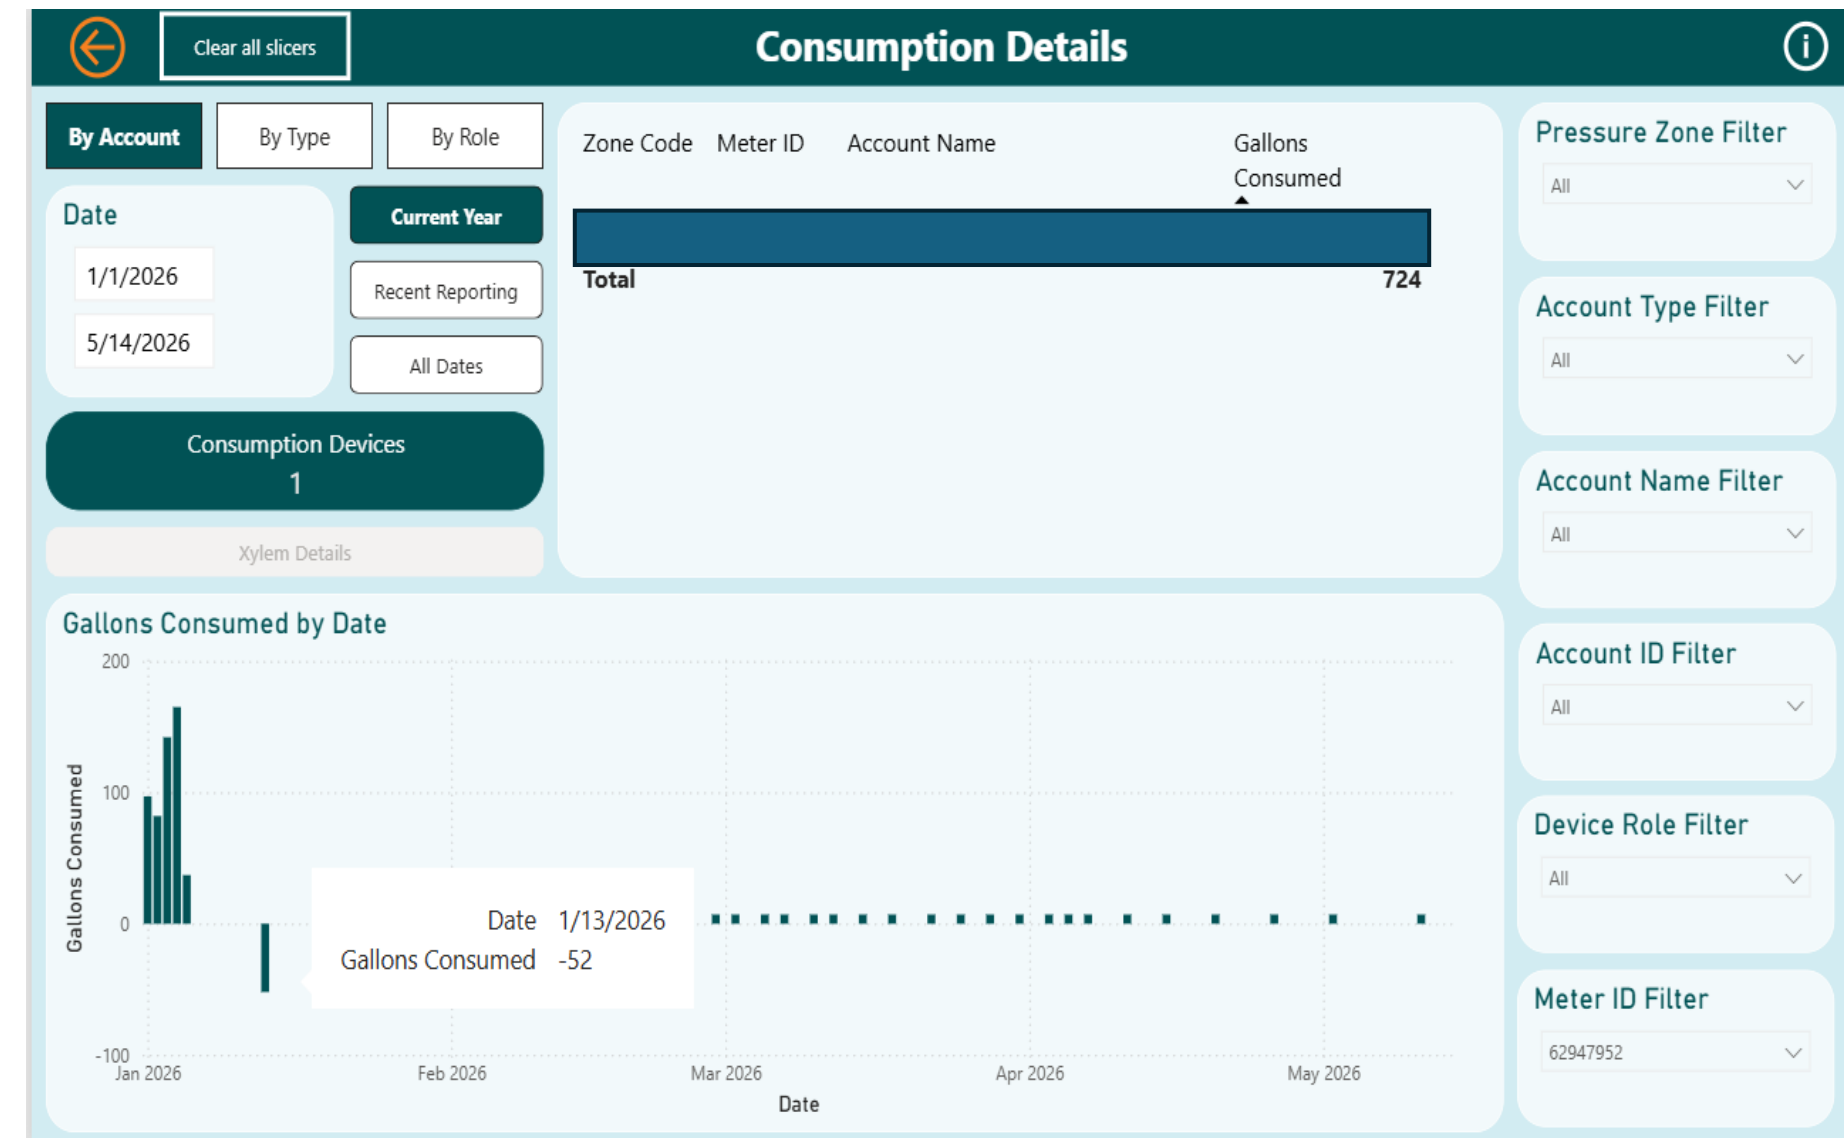 Clear all slicers
Consumption Details
By Account
By Type
By Role
Date
1/1/2026
5/14/2026
Current Year
Recent Reporting
All Dates
Consumption Devices
1
Xylem Details
Zone Code Meter ID Account Name Gallons
Consumed
Total 724
Pressure Zone Filter
All
Account Type Filter
All
Account Name Filter
All
Account ID Filter
All
Device Role Filter
All
Meter ID Filter
62947952
Gallons Consumed by Date
Gallons Consumed
200
100
0
-100
Date 1/13/2026
Gallons Consumed -52
Jan 2026 Feb 2026 Mar 2026 Apr 2026 May 2026
Date